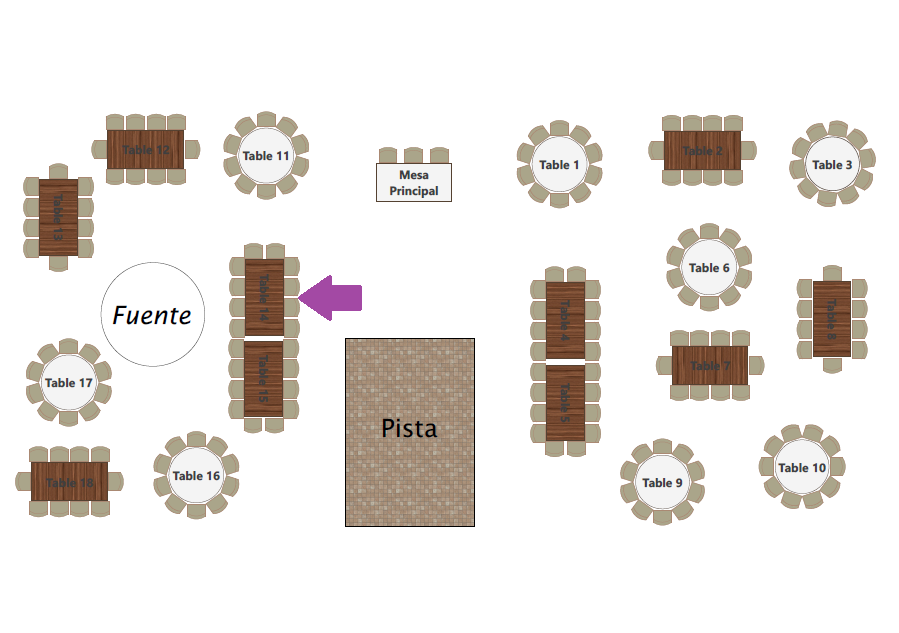 Table 12
Table 11
Mesa
Principal
Table 1
Table 2
Table 3
Table 13
Table 6
Table 14
Fuente
Table 4
Table 8
Table 17
Table 15
Pista
Table 7
Table 5
Table 18
Table 16
Table 9
Table 10